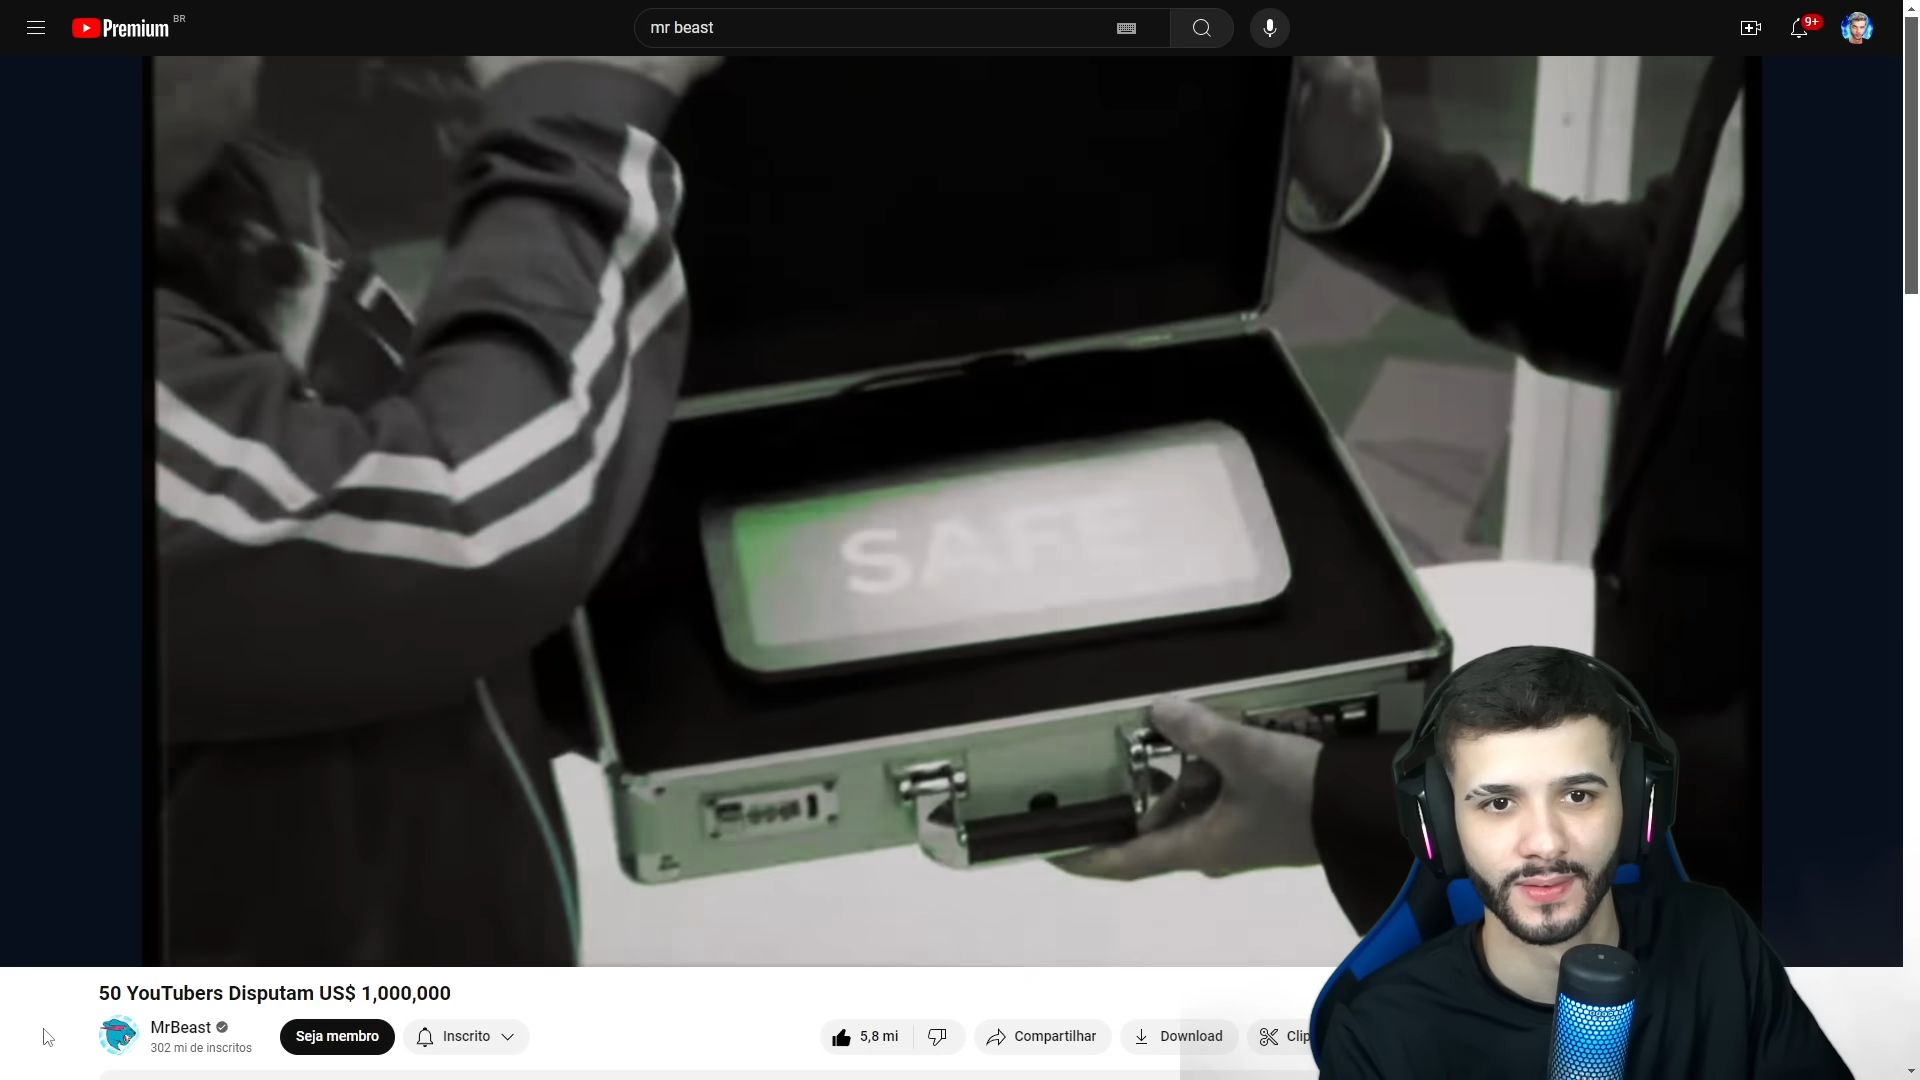 Premium BR
mr beast
9+
SAFE
50 YouTubers Disputam US$ 1,000,000
MrBeast
302 mi de inscritos
Seja membro
Inscrito
5,8 mi
Compartilhar
Download
Clip